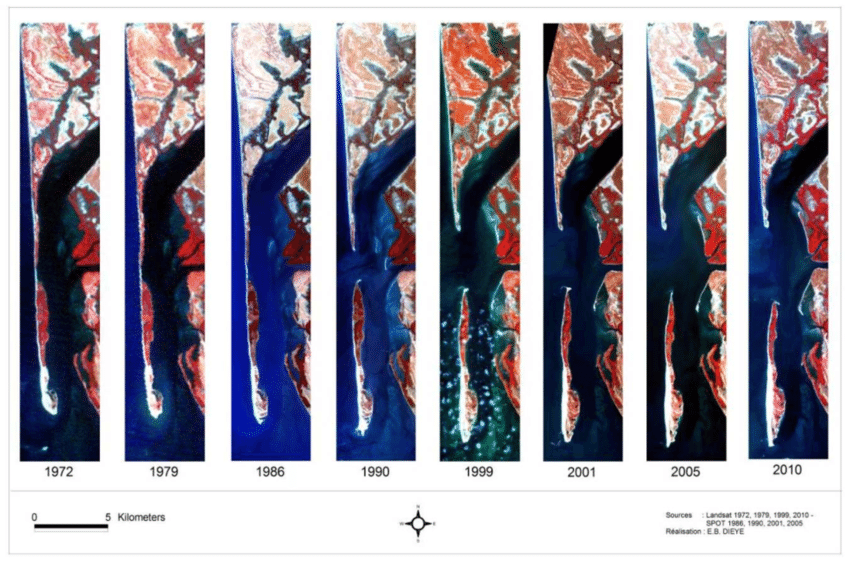 1972 1979 1986 1990 1999 2001 2005 2010
0 5 Kilometers
N
W E
S
Sources : Landsat 1972, 1979, 1999, 2010 -
SPOT 1986, 1990, 2001, 2005
Réalisation : E.B. DIEYE